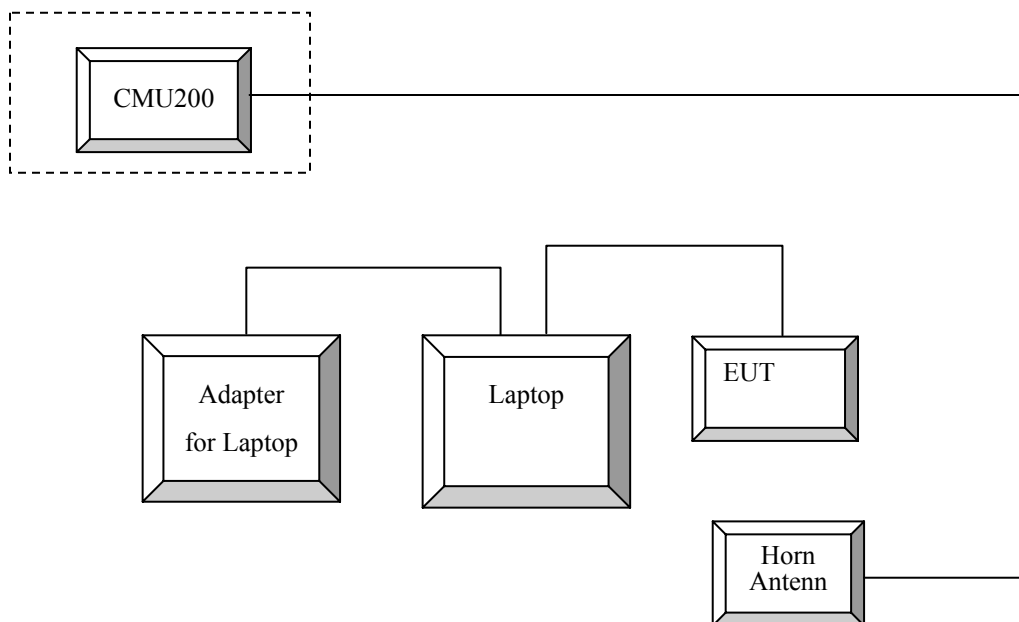 CMU200
Adapter
for Laptop
Laptop
EUT
Horn
Antenn